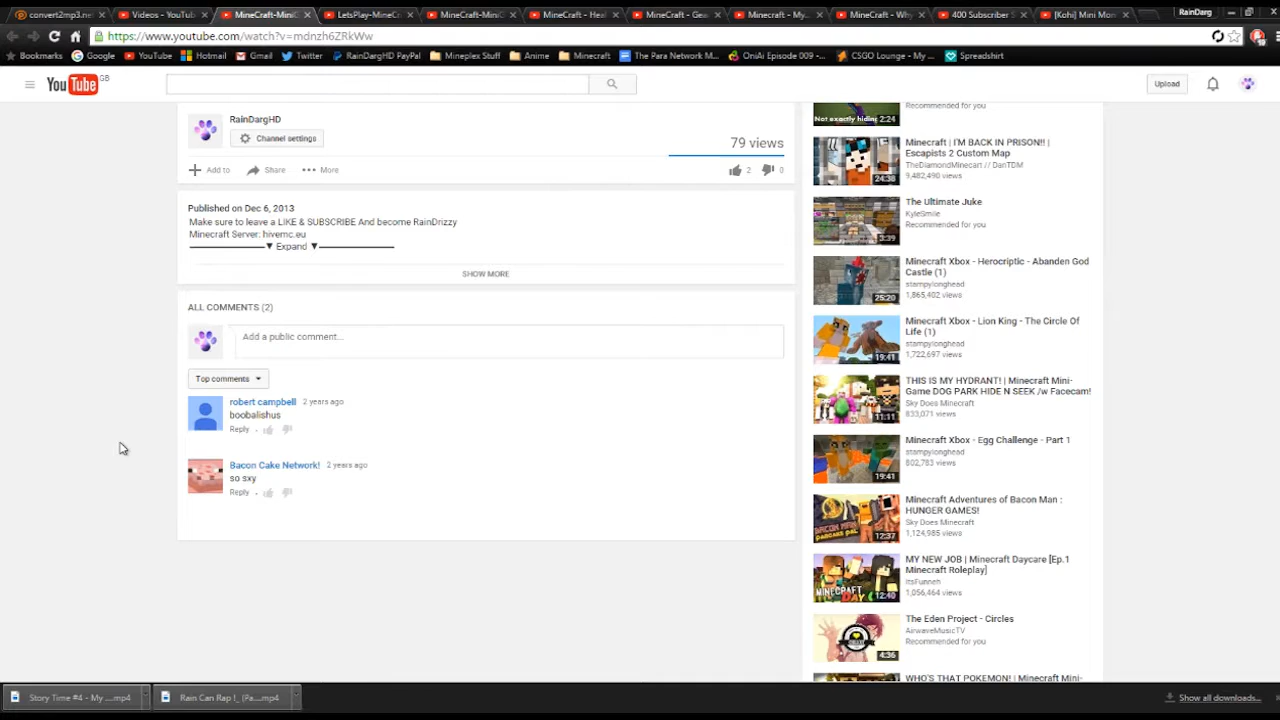 convert2mp3.ne
Videos - YouTub
MineCraft-MiniC
LetsPlay-MineCr
MineCraft-MiniC
MineCraft - Hea
MineCraft - Gea
Minecraft - My
MineCraft - Why
400 Subscriber S
[Kohi] Mini Mon
RainDarg
https://www.youtube.com/watch?v=mdnzh6ZRkWw
Bookmarks
Google
YouTube
Hotmail
Gmail
Twitter
RainDargHD PayPal
Mineplex Stuff
Anime
Minecraft
The Para Network M...
OniAi Episode 009 -...
CSGO Lounge - My ...
Spreadshirt
YouTube GB
Upload
RainDargHD
Channel settings
79 views
Add to
Share
More
2
0
Published on Dec 6, 2013
Make sure to leave a LIKE & SUBSCRIBE And become RainDrizzy
Minecraft Server: hivemc.eu
————————▼ Expand ▼————————
SHOW MORE
ALL COMMENTS (2)
Add a public comment...
Top comments
robert campbell 2 years ago
boobalishus
Reply
Bacon Cake Network! 2 years ago
so sxy
Reply
Not exactly hidin
2:24
Recommended for you
Minecraft | I'M BACK IN PRISON!! |
Escapists 2 Custom Map
TheDiamondMinecart // DanTDM
9,482,490 views
24:38
The Ultimate Juke
KyleSmile
Recommended for you
3:39
Minecraft Xbox - Herocriptic - Abanden God
Castle (1)
stampylonghead
1,865,402 views
25:20
Minecraft Xbox - Lion King - The Circle Of
Life (1)
stampylonghead
1,722,697 views
19:41
THIS IS MY HYDRANT! | Minecraft Mini-
Game DOG PARK HIDE N SEEK /w Facecam!
Sky Does Minecraft
833,071 views
11:11
Minecraft Xbox - Egg Challenge - Part 1
stampylonghead
802,783 views
19:41
Minecraft Adventures of Bacon Man :
HUNGER GAMES!
Sky Does Minecraft
1,124,985 views
BACON MAN
PANCAKE PAL
12:37
MY NEW JOB | Minecraft Daycare [Ep.1
Minecraft Roleplay]
ItsFunneh
1,056,464 views
MINECRAFT DAY
12:40
The Eden Project - Circles
AirwaveMusicTV
Recommended for you
4:36
WHO'S THAT POKEMON! | Minecraft Mini-
Story Time #4 - My ....mp4
Rain Can Rap !_ (Pa....mp4
Show all downloads...